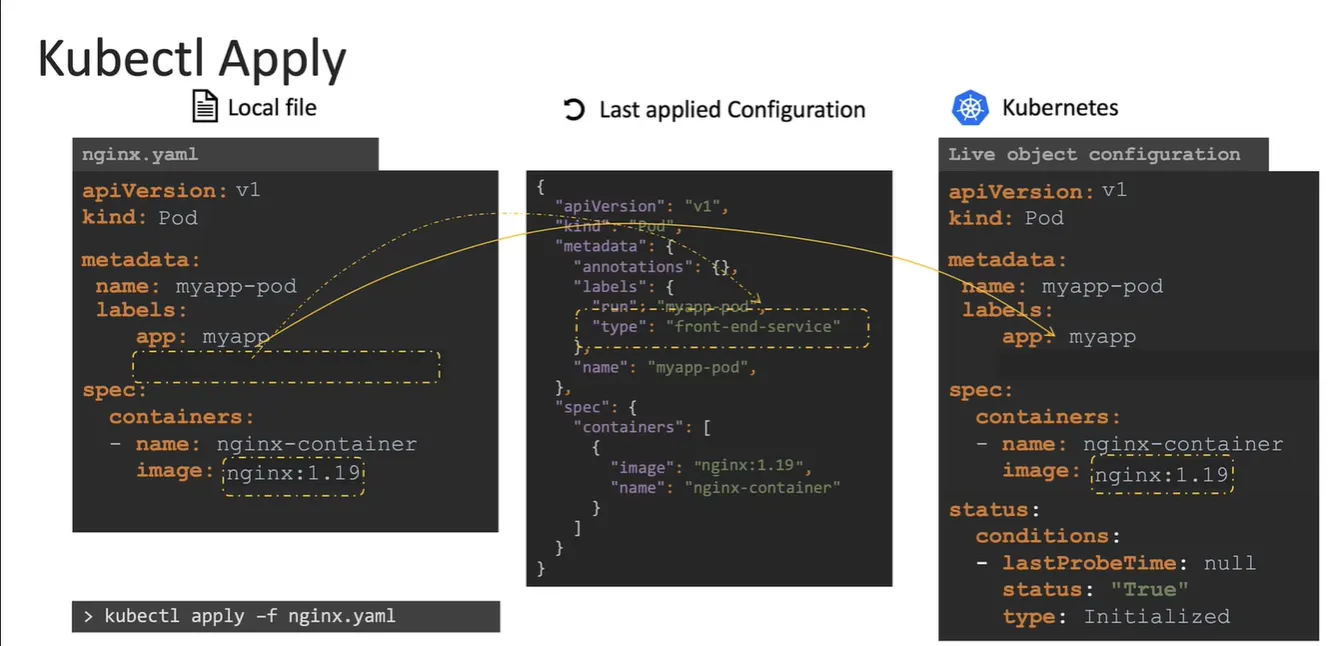 Kubectl Apply
Local file
nginx.yaml
apiVersion: v1
kind: Pod
metadata:
name: myapp-pod
labels:
app: myapp
spec:
containers:
- name: nginx-container
image: nginx:1.19
> kubectl apply –f nginx.yaml
Last applied Configuration
{
"apiVersion": "v1",
"kind": "Pod",
"metadata": {
"annotations": {},
"labels": {
"run": "myapp-pod",
"type": "front-end-service"
},
"name": "myapp-pod",
},
"spec": {
"containers": [
{
"image": "nginx:1.19",
"name": "nginx-container"
}
]
}
}
Kubernetes
Live object configuration
apiVersion: v1
kind: Pod
metadata:
name: myapp-pod
labels:
app: myapp
spec:
containers:
- name: nginx-container
image: nginx:1.19
status:
conditions:
- lastProbeTime: null
status: "True"
type: Initialized